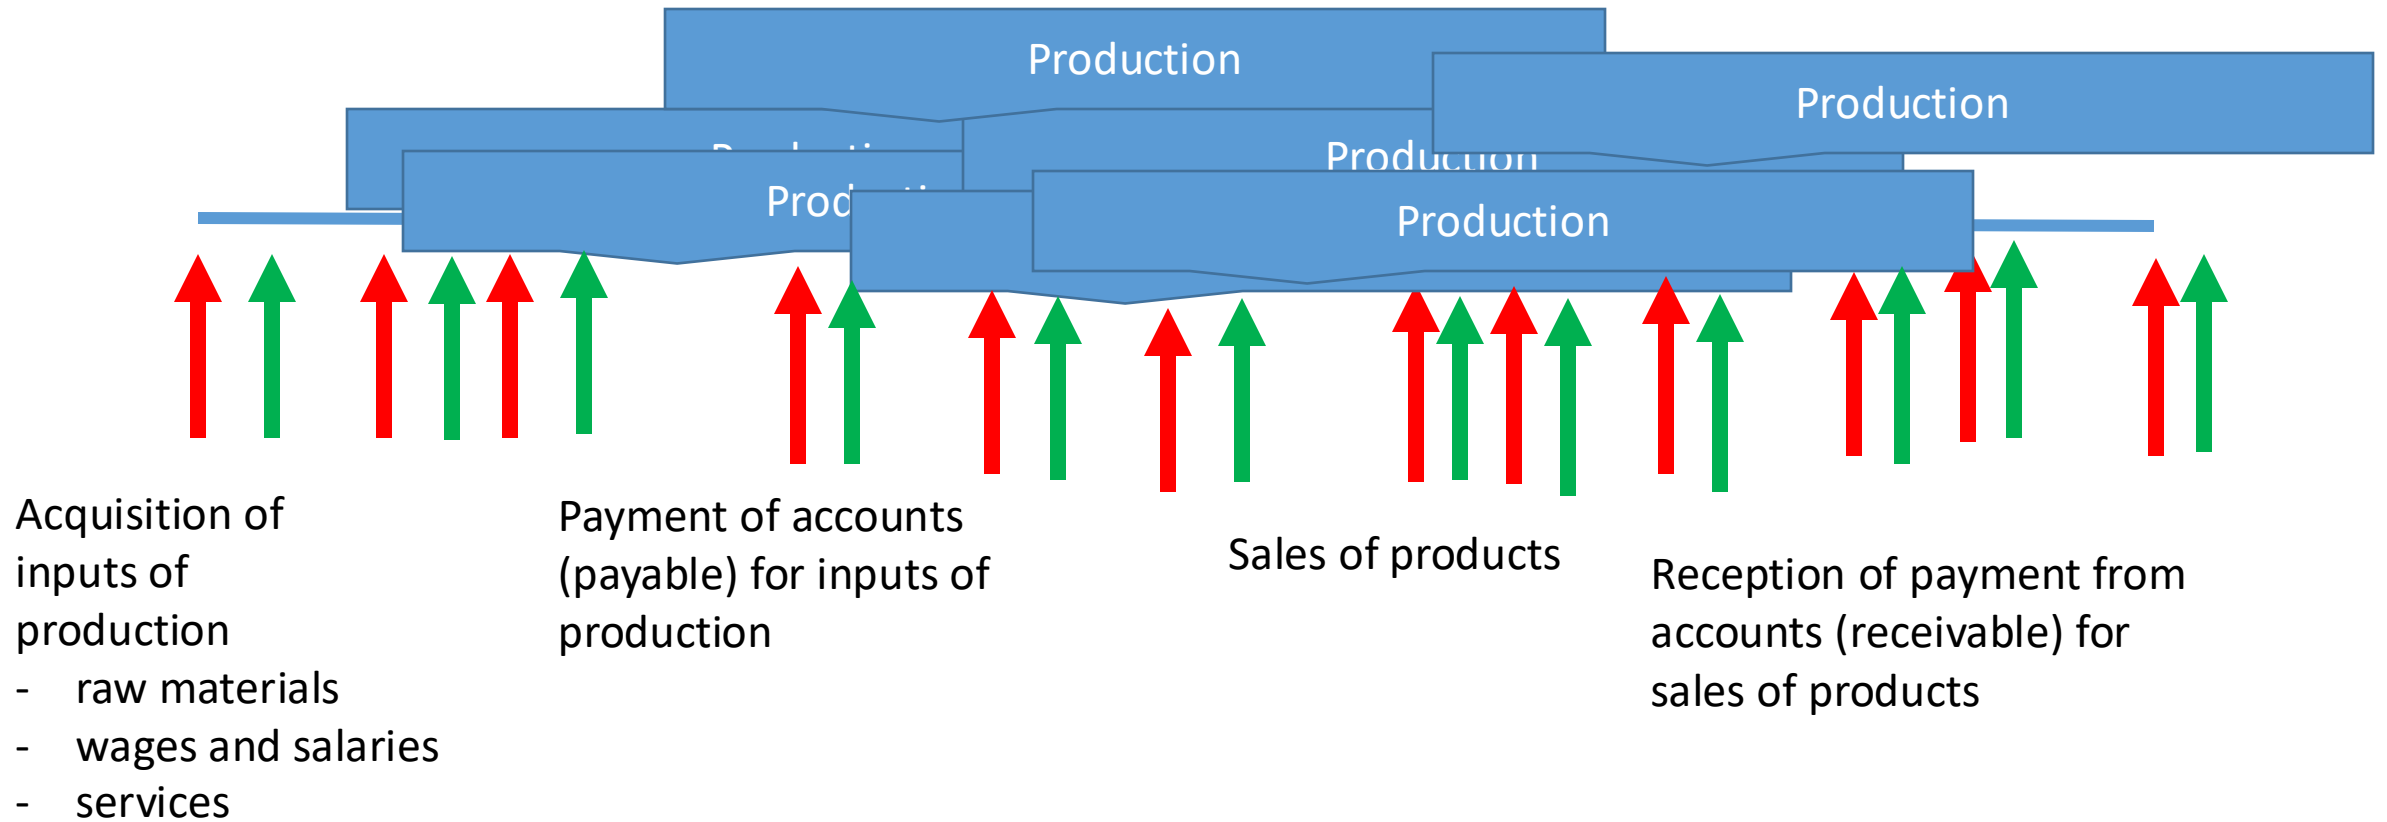 Production
Production
Production
Production
Acquisition of
inputs of
production
- raw materials
- wages and salaries
- services
Payment of accounts
(payable) for inputs of
production
Sales of products
Reception of payment from
accounts (receivable) for
sales of products